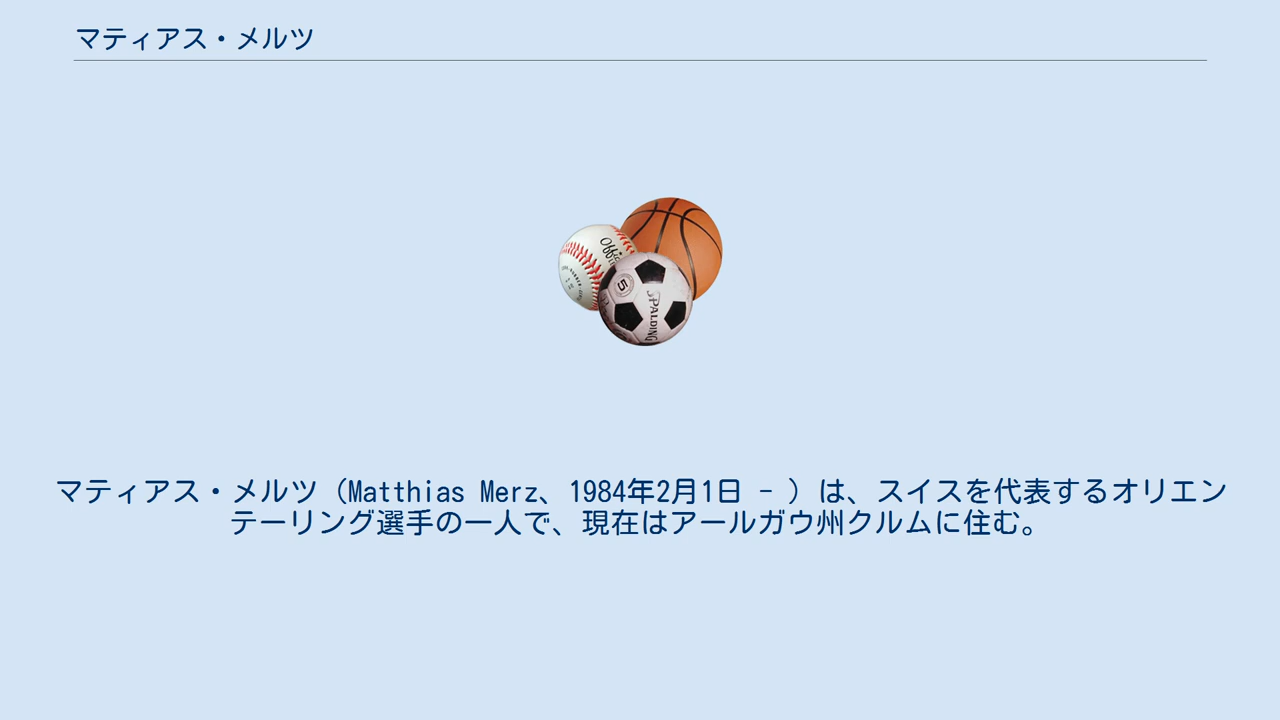 マティアス・メルツ
Offici
5
SPALDING
マティアス・メルツ（Matthias Merz、1984年2月1日 - ）は、スイスを代表するオリエン
テーリング選手の一人で、現在はアールガウ州クルムに住む。